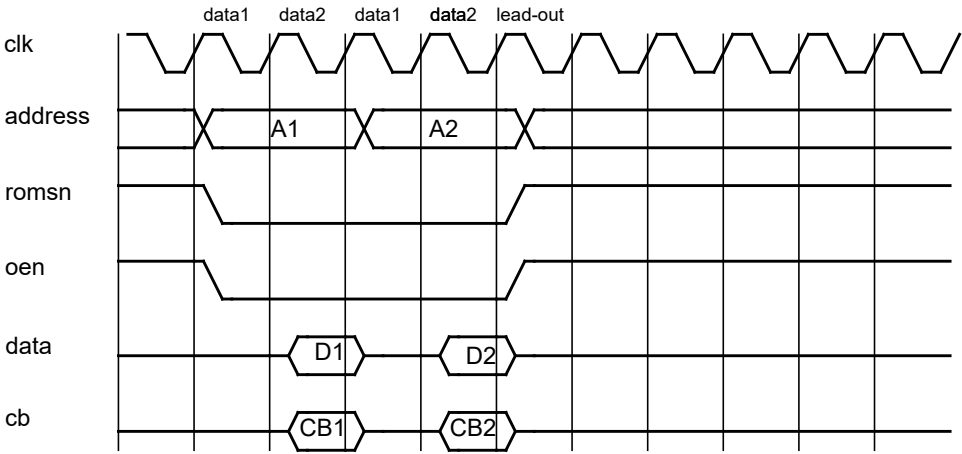 data1 data2 data1 data2 lead-out
clk
address A1 A2
romsn
oen
data D1 D2
cb CB1 CB2